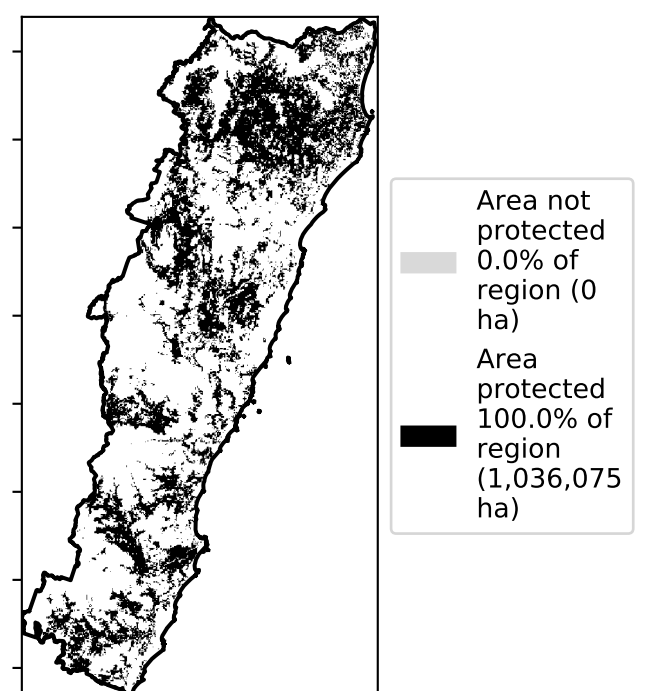 Area not
protected
0.0% of
region (0
ha)
Area
protected
100.0% of
region
(1,036,075
ha)